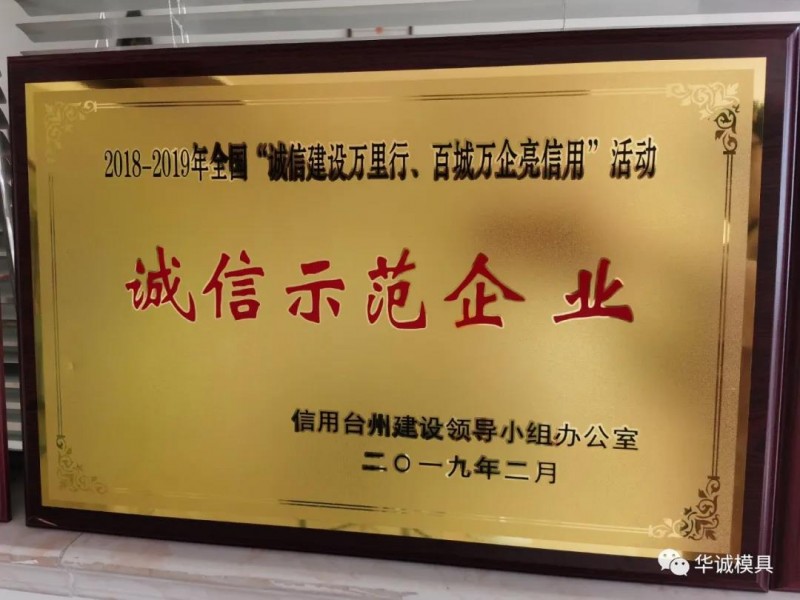 2018-2019年全国“诚信建设万里行、百城万企亮信用”活动
诚信示范企业
信用台州建设领导小组办公室
二〇一九年二月
华诚模具